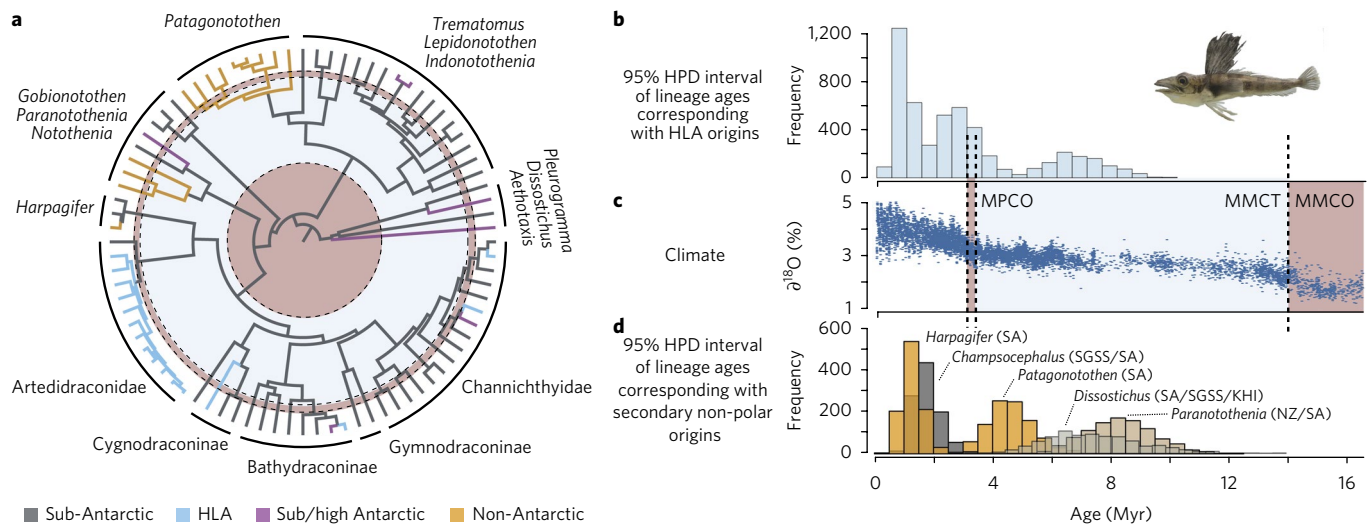 a
Patagonotothen
Trematomus
Lepidonotothen
Indonotothenia
Gobionotothen
Paranotothenia
Notothenia
Pleurogramma
Dissostichus
Aethotaxis
Harpagifer
Artedidraconidae
Channichthyidae
Cygnodraconinae
Gymnodraconinae
Bathydraconinae
Sub-Antarctic
HLA
Sub/high Antarctic
Non-Antarctic
b
95% HPD interval
of lineage ages
corresponding
with HLA origins
Frequency
1,200
800
400
0
c
Climate
∂18O (%)
5
3
1
MPCO
MMCT
MMCO
d
95% HPD interval
of lineage ages
corresponding with
secondary non-polar
origins
Frequency
600
400
200
0
Harpagifer (SA)
Champsocephalus (SGSS/SA)
Patagonotothen (SA)
Dissostichus (SA/SGSS/KHI)
Paranotothenia (NZ/SA)
0 4 8 12 16
Age (Myr)